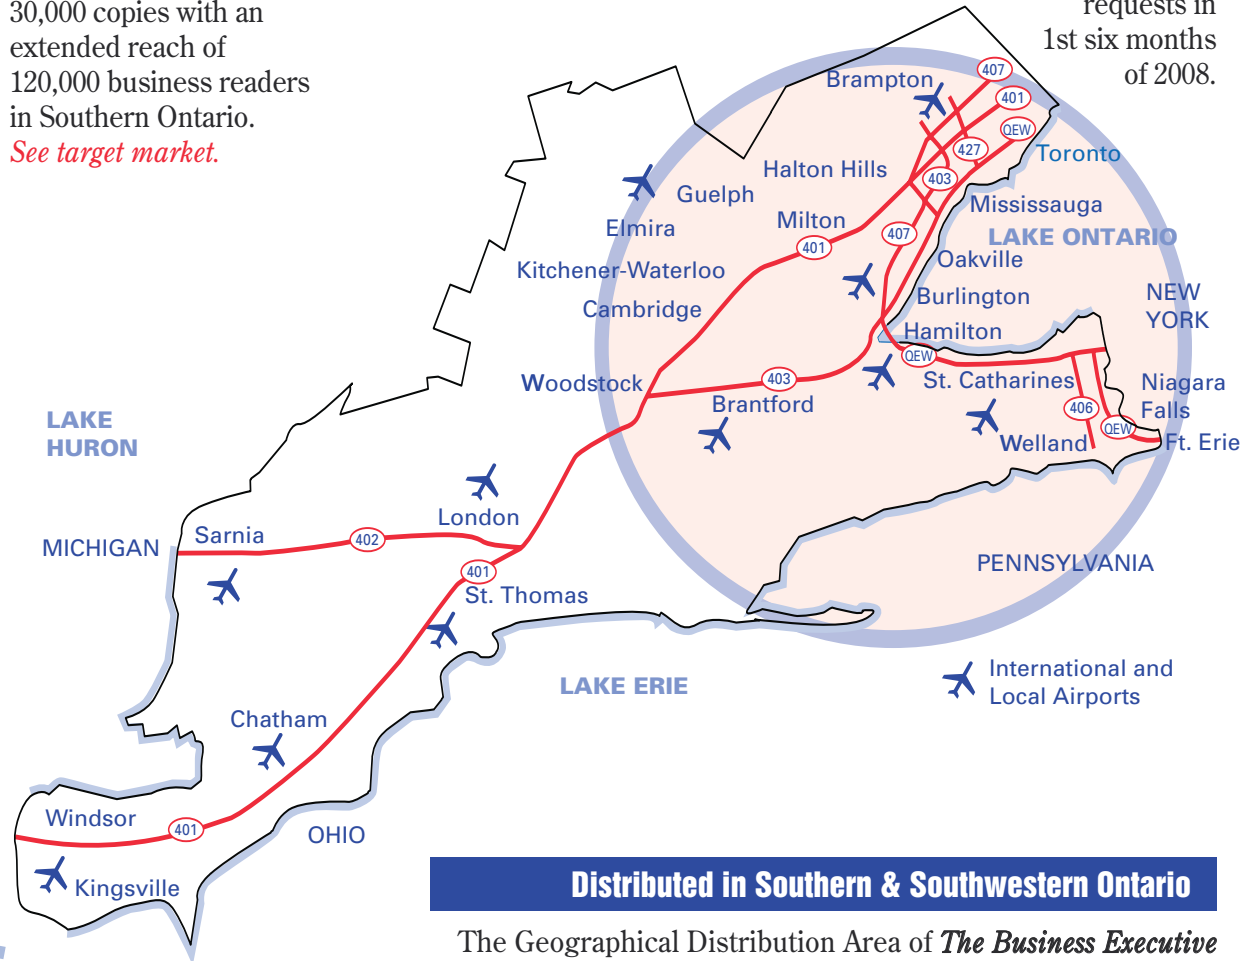 30,000 copies with an
extended reach of
120,000 business readers
in Southern Ontario.
See target market.
requests in
1st six months
of 2008.
Brampton
407
401
QEW
427
Toronto
Halton Hills
403
Guelph
Mississauga
Milton
Elmira
407
LAKE ONTARIO
401
Oakville
Kitchener-Waterloo
Burlington
NEW
YORK
Cambridge
Hamilton
QEW
Woodstock
403
St. Catharines
Niagara
Falls
Brantford
406
QEW
LAKE
HURON
Welland
Ft. Erie
London
Sarnia
402
MICHIGAN
PENNSYLVANIA
401
St. Thomas
International and
Local Airports
LAKE ERIE
Chatham
Windsor
401
OHIO
Kingsville
Distributed in Southern & Southwestern Ontario
The Geographical Distribution Area of The Business Executive